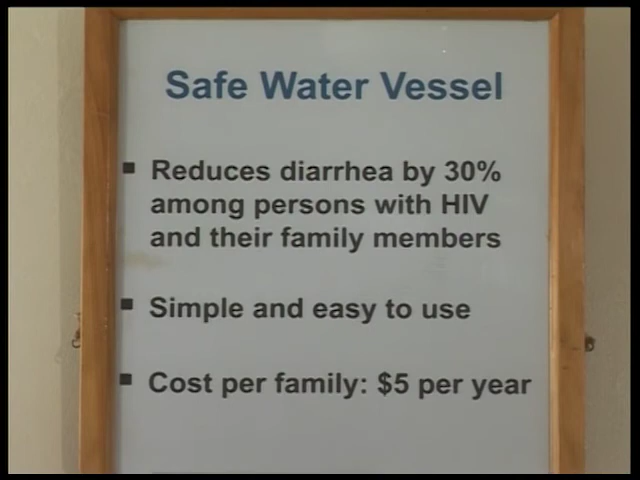 Safe Water Vessel
▪ Reduces diarrhea by 30%
among persons with HIV
and their family members
▪ Simple and easy to use
▪ Cost per family: $5 per year